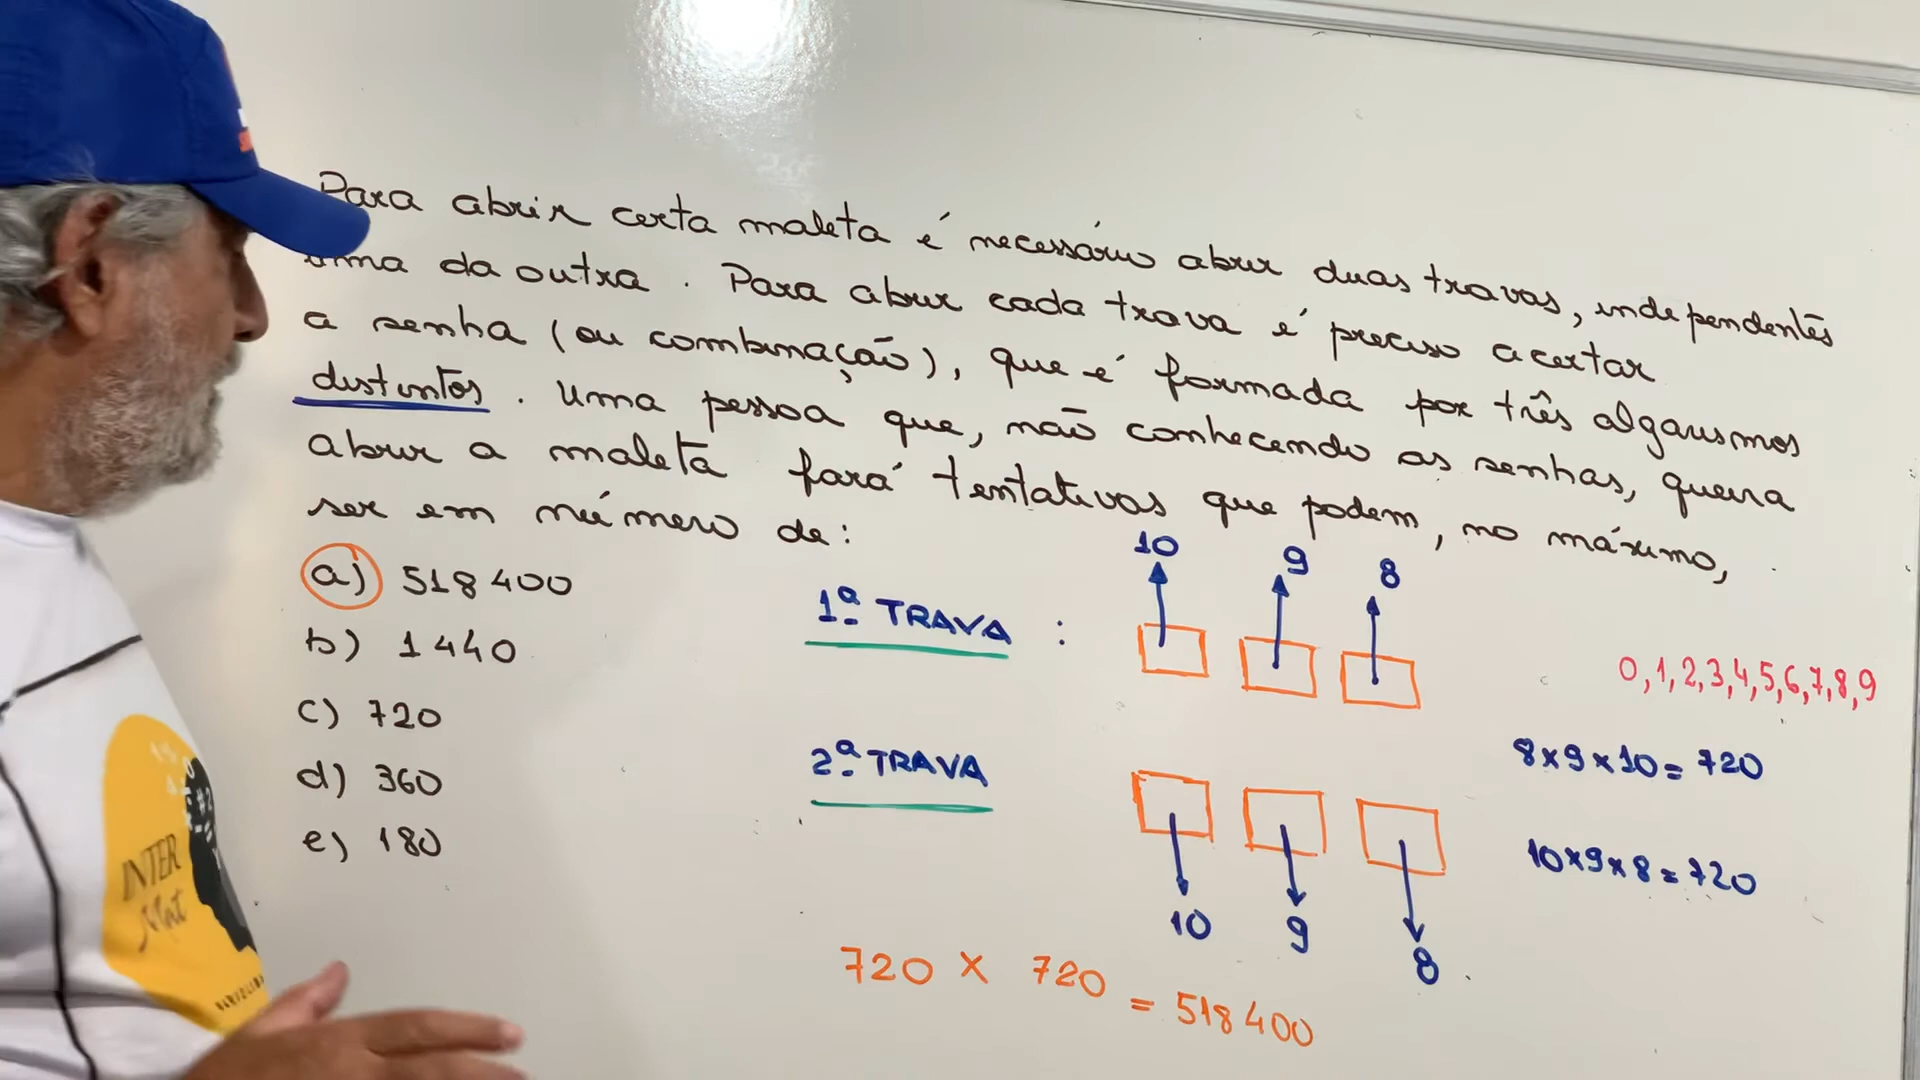 Para abrir certa maleta é necessário abrir duas travas, independentes
uma da outra. Para abrir cada trava é preciso acertar
a senha (ou combinação), que é formada por três algarismos
distintos. Uma pessoa que, não conhecendo as senhas, queira
abrir a maleta fará tentativas que podem, no máximo,
ser em número de:
a) 518 400
b) 1 440
c) 720
d) 360
e) 180
1ª TRAVA :
10 9 8
0,1,2,3,4,5,6,7,8,9
8x9x10=720
2ª TRAVA
10 9 8
10x9x8=720
720 x 720 = 518 400
INTER
Mat